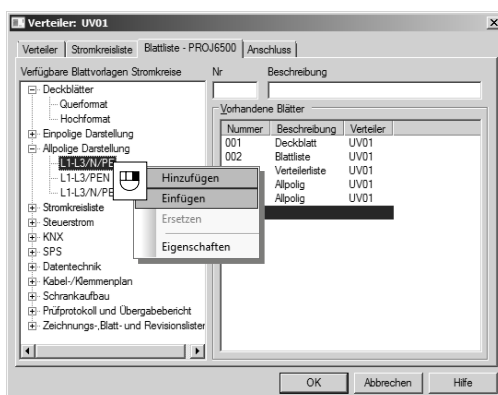 Verteiler: UV01
Verteiler
Stromkreisliste
Blattliste - PROJ6500
Anschluss
Verfügbare Blattvorlagen Stromkreise
Nr
Beschreibung
Deckblätter
Querformat
Hochformat
Einpolige Darstellung
Allpolige Darstellung
L1-L3/N/PE
L1-L3/PEN
L1-L3/N/PE
Stromkreisliste
Steuerstrom
KNX
SPS
Datentechnik
Kabel-/Klemmenplan
Schrankaufbau
Prüfprotokoll und Übergabebericht
Zeichnungs-,Blatt- und Revisionslisten
Hinzufügen
Einfügen
Ersetzen
Eigenschaften
Vorhandene Blätter
Nummer Beschreibung Verteiler
001 Deckblatt UV01
002 Blattliste UV01
Verteilerliste UV01
Allpolig UV01
Allpolig UV01
OK
Abbrechen
Hilfe